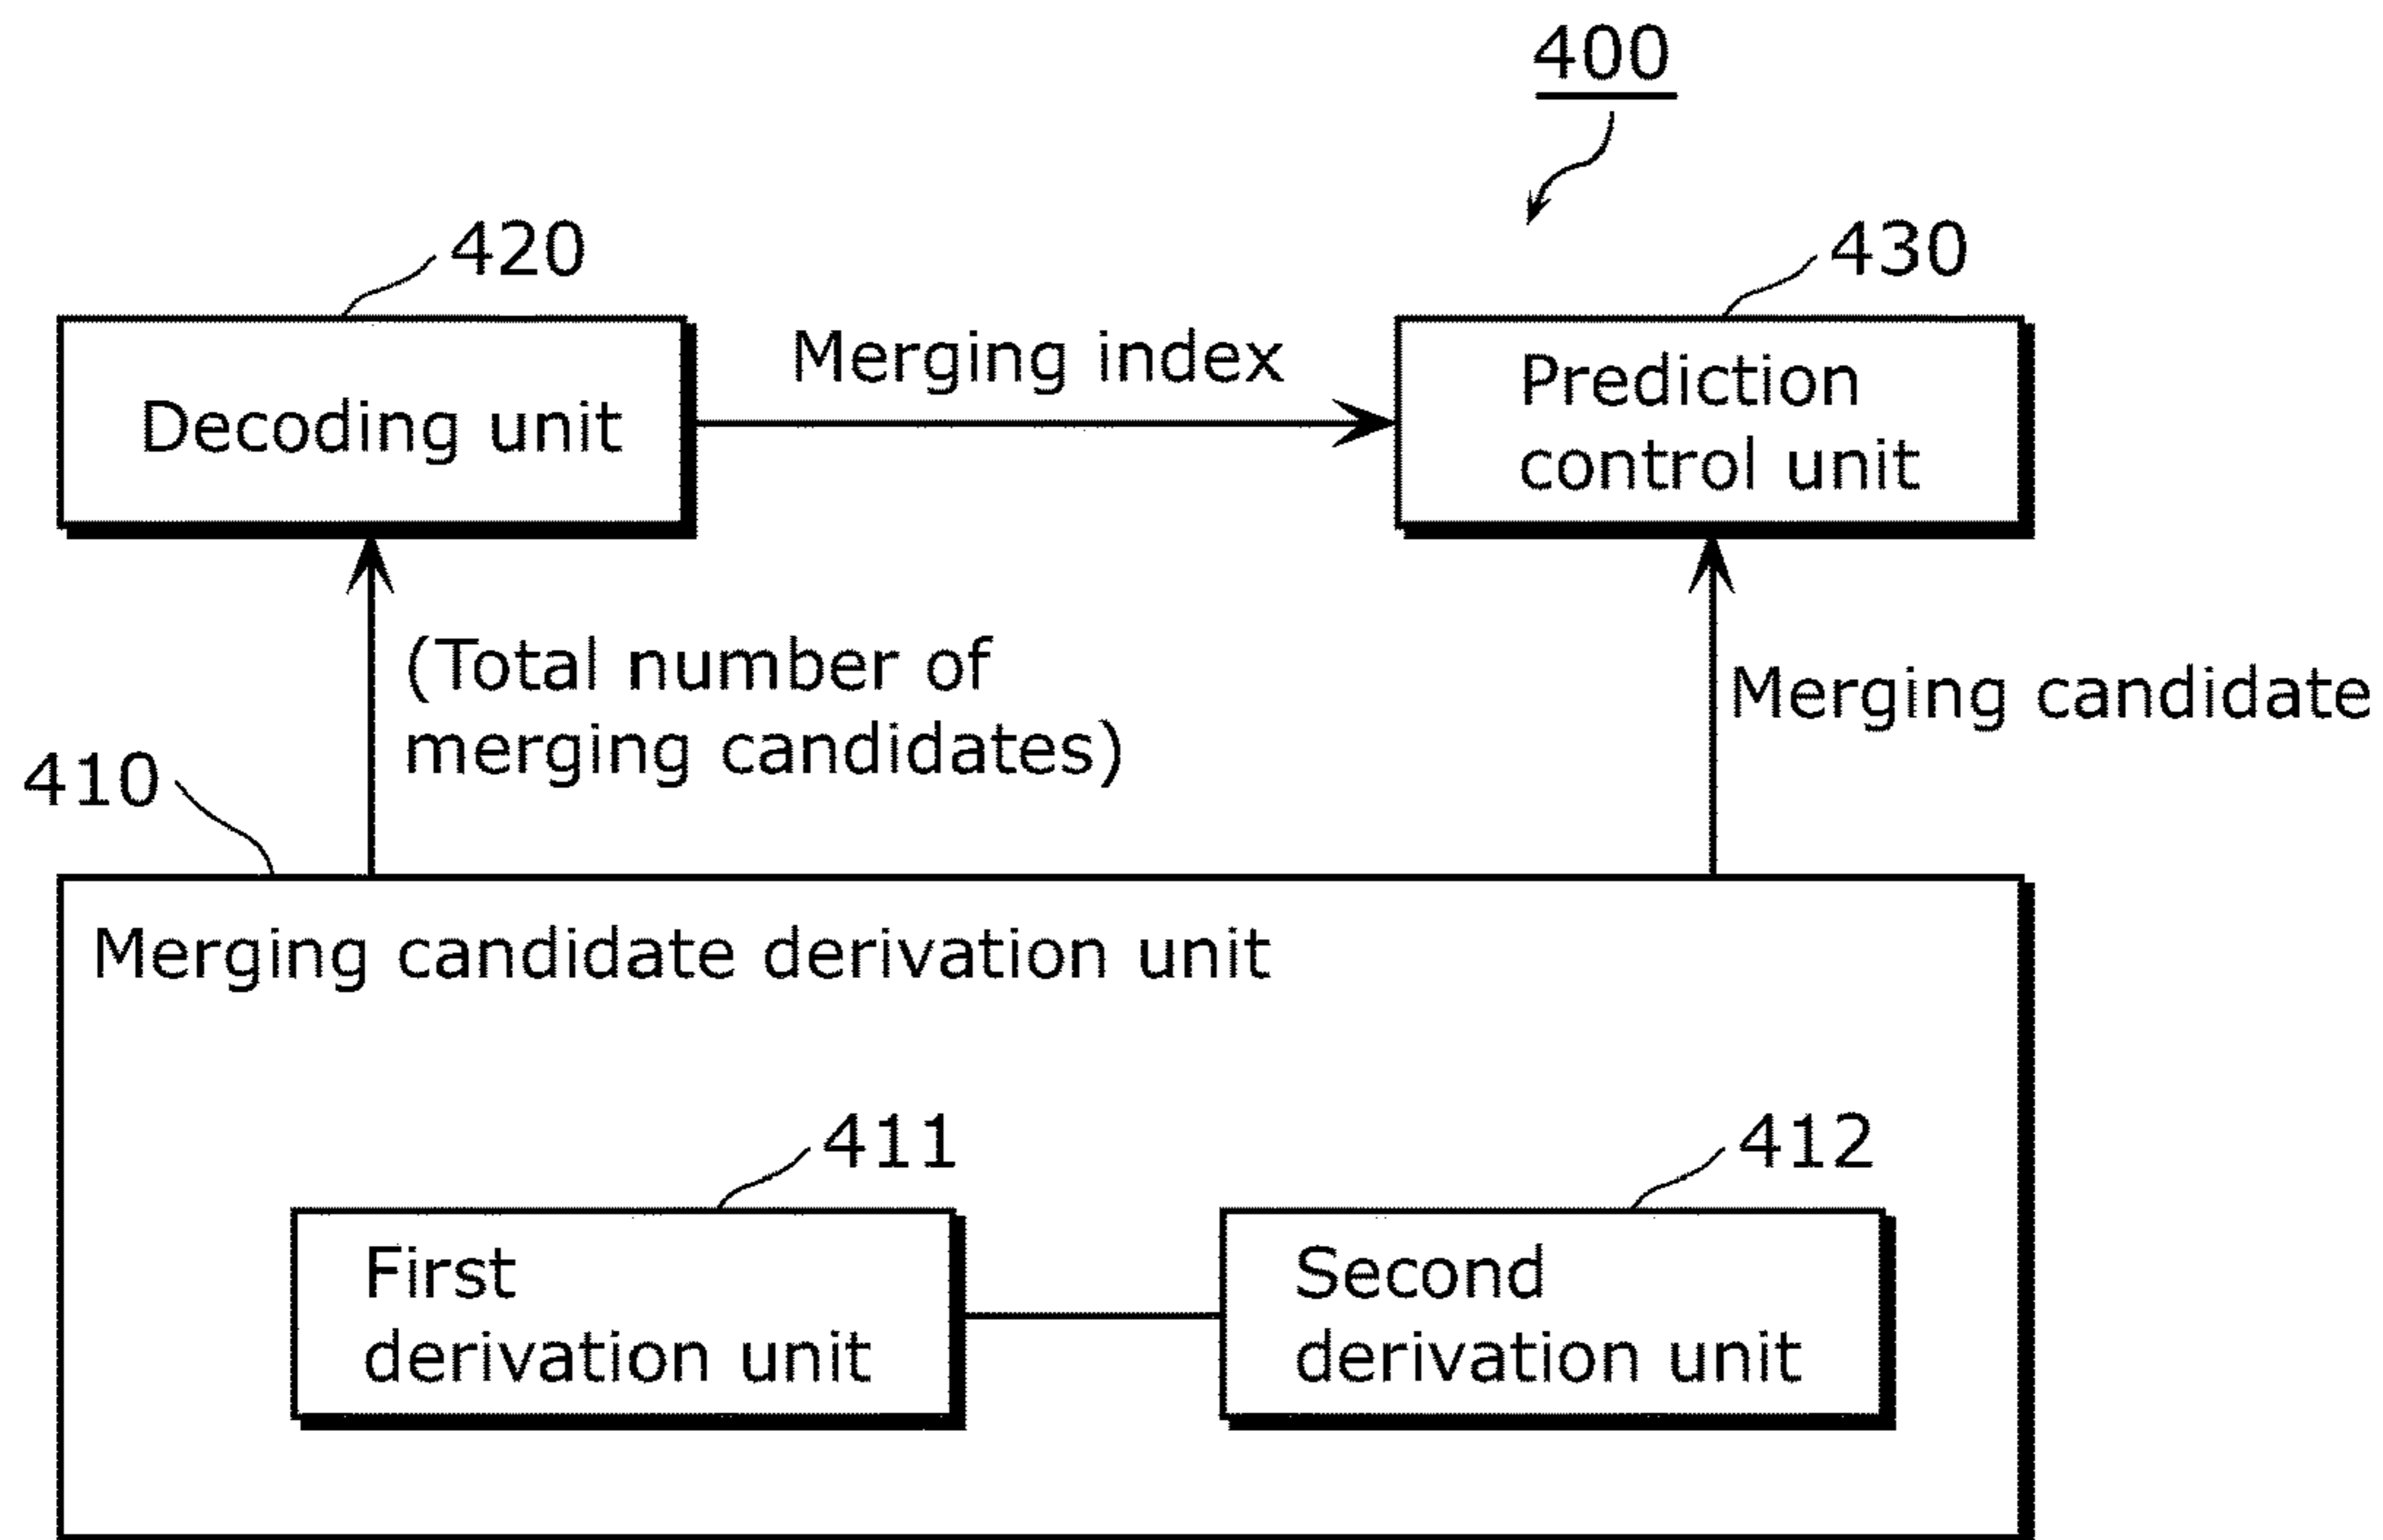 400
420
430
Decoding unit
Merging index
Prediction
control unit
(Total number of
merging candidates)
Merging candidate
410
Merging candidate derivation unit
411
412
First
derivation unit
Second
derivation unit